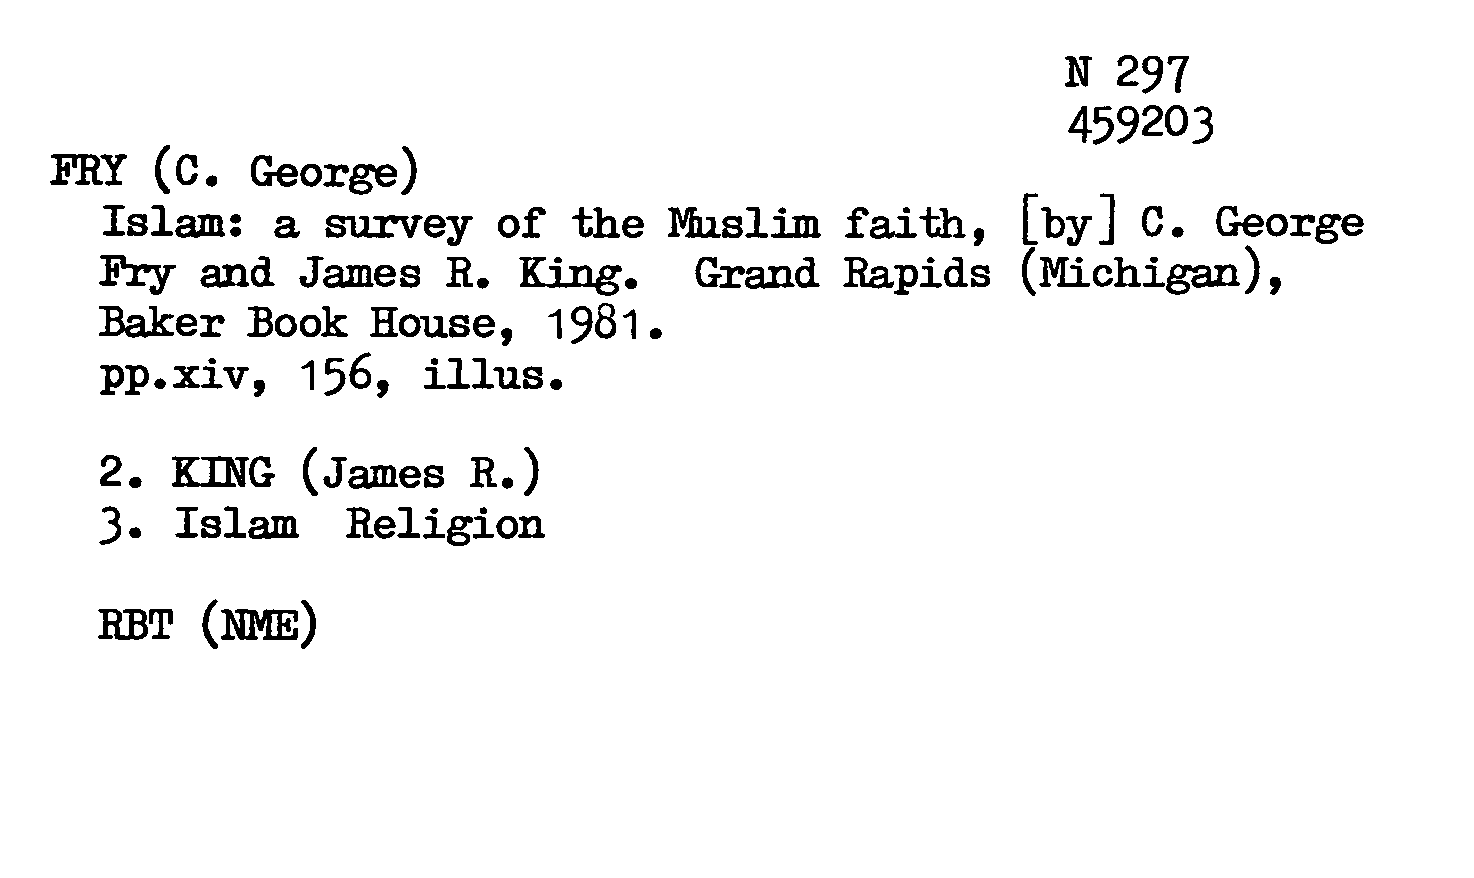 N 297
459203
FRY (C. George)
Islam: a survey of the Muslim faith, [by] C. George
Fry and James R. King. Grand Rapids (Michigan),
Baker Book House, 1981.
pp.xiv, 156, illus.
2. KING (James R.)
3. Islam Religion
RBT (NME)